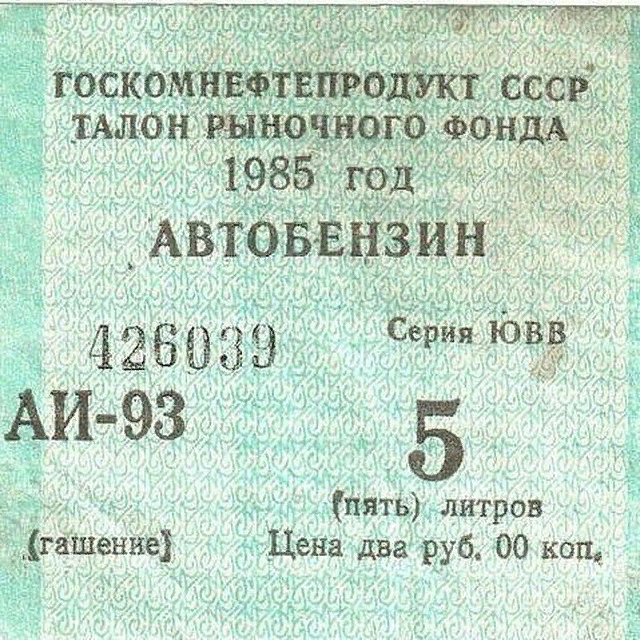 ГОСКОМНЕФТЕПРОДУКТ СССР
ТАЛОН РЫНОЧНОГО ФОНДА
1985 год
АВТОБЕНЗИН
426039 Серия ЮВВ
АИ-93 5
(пять) литров
(гашение) Цена два руб. 00 коп.